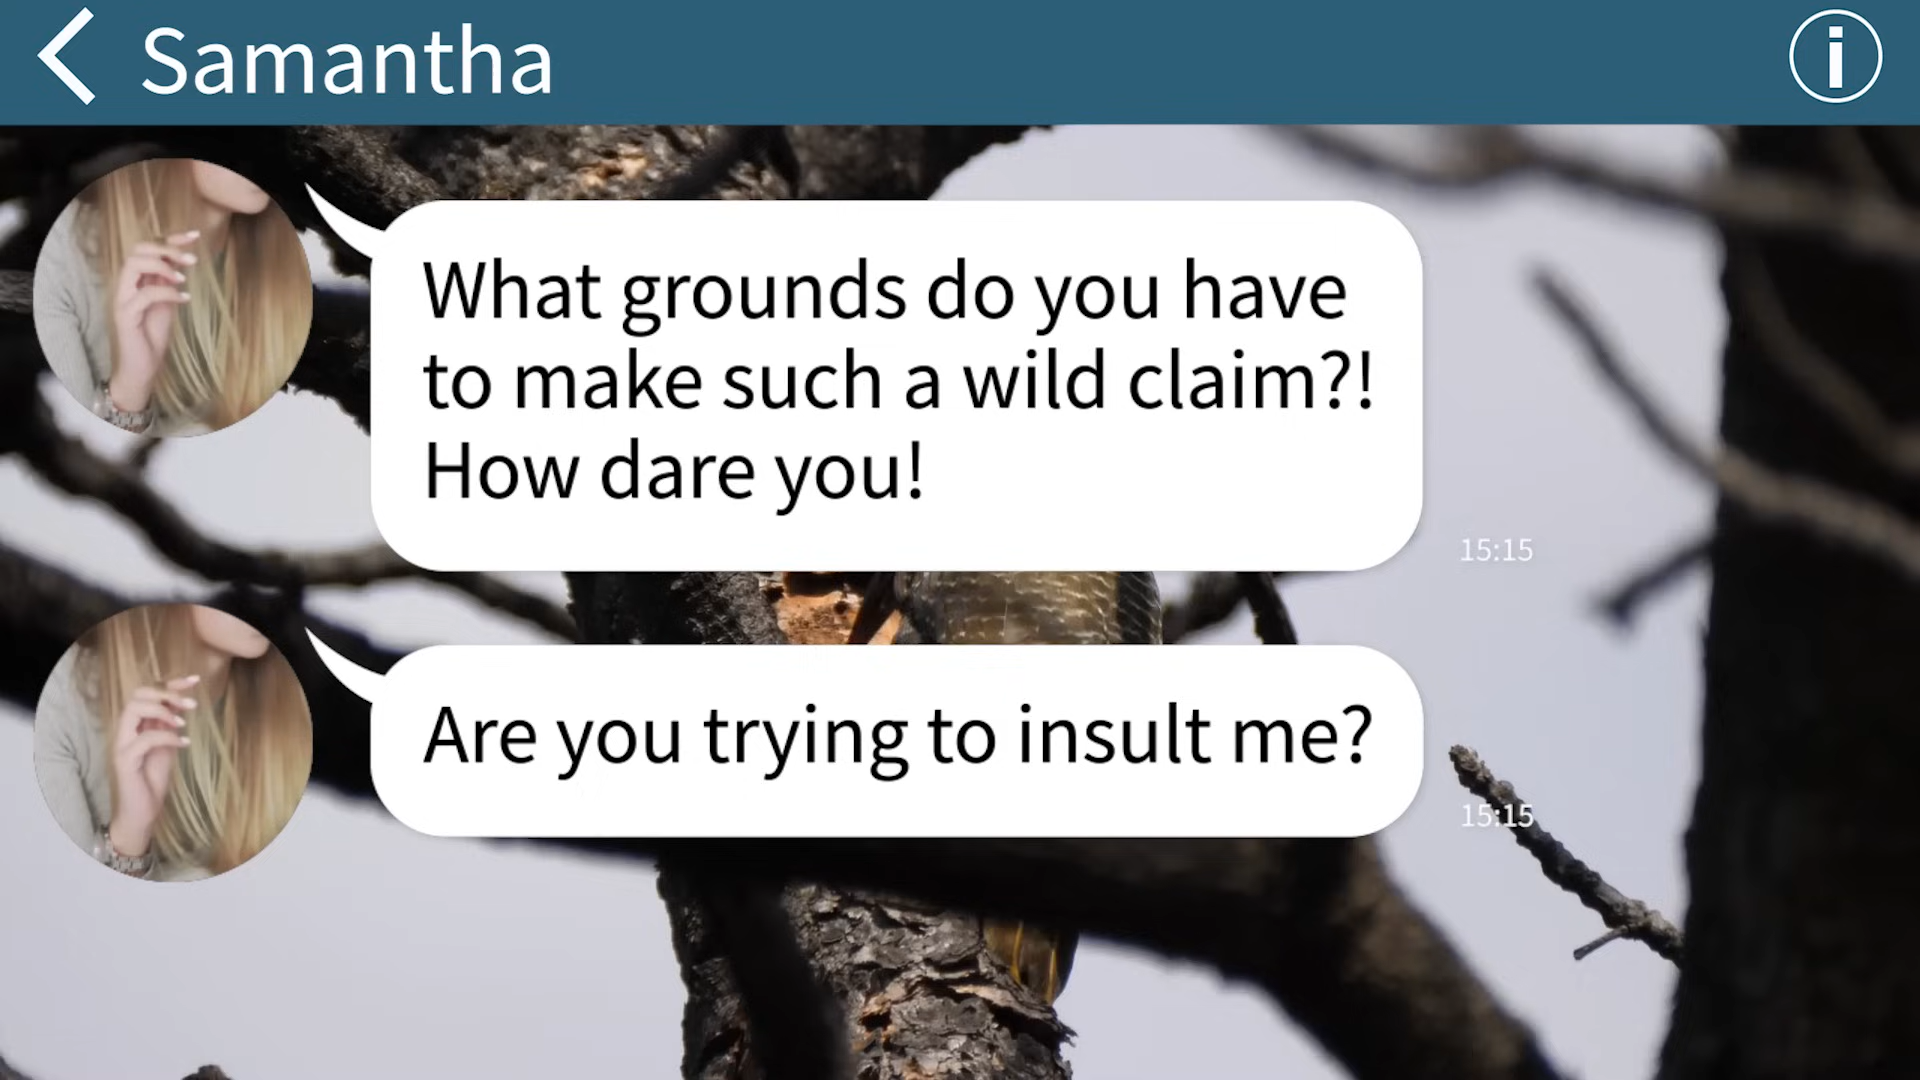 Samantha
What grounds do you have
to make such a wild claim?!
How dare you!
15:15
Are you trying to insult me?
15:15